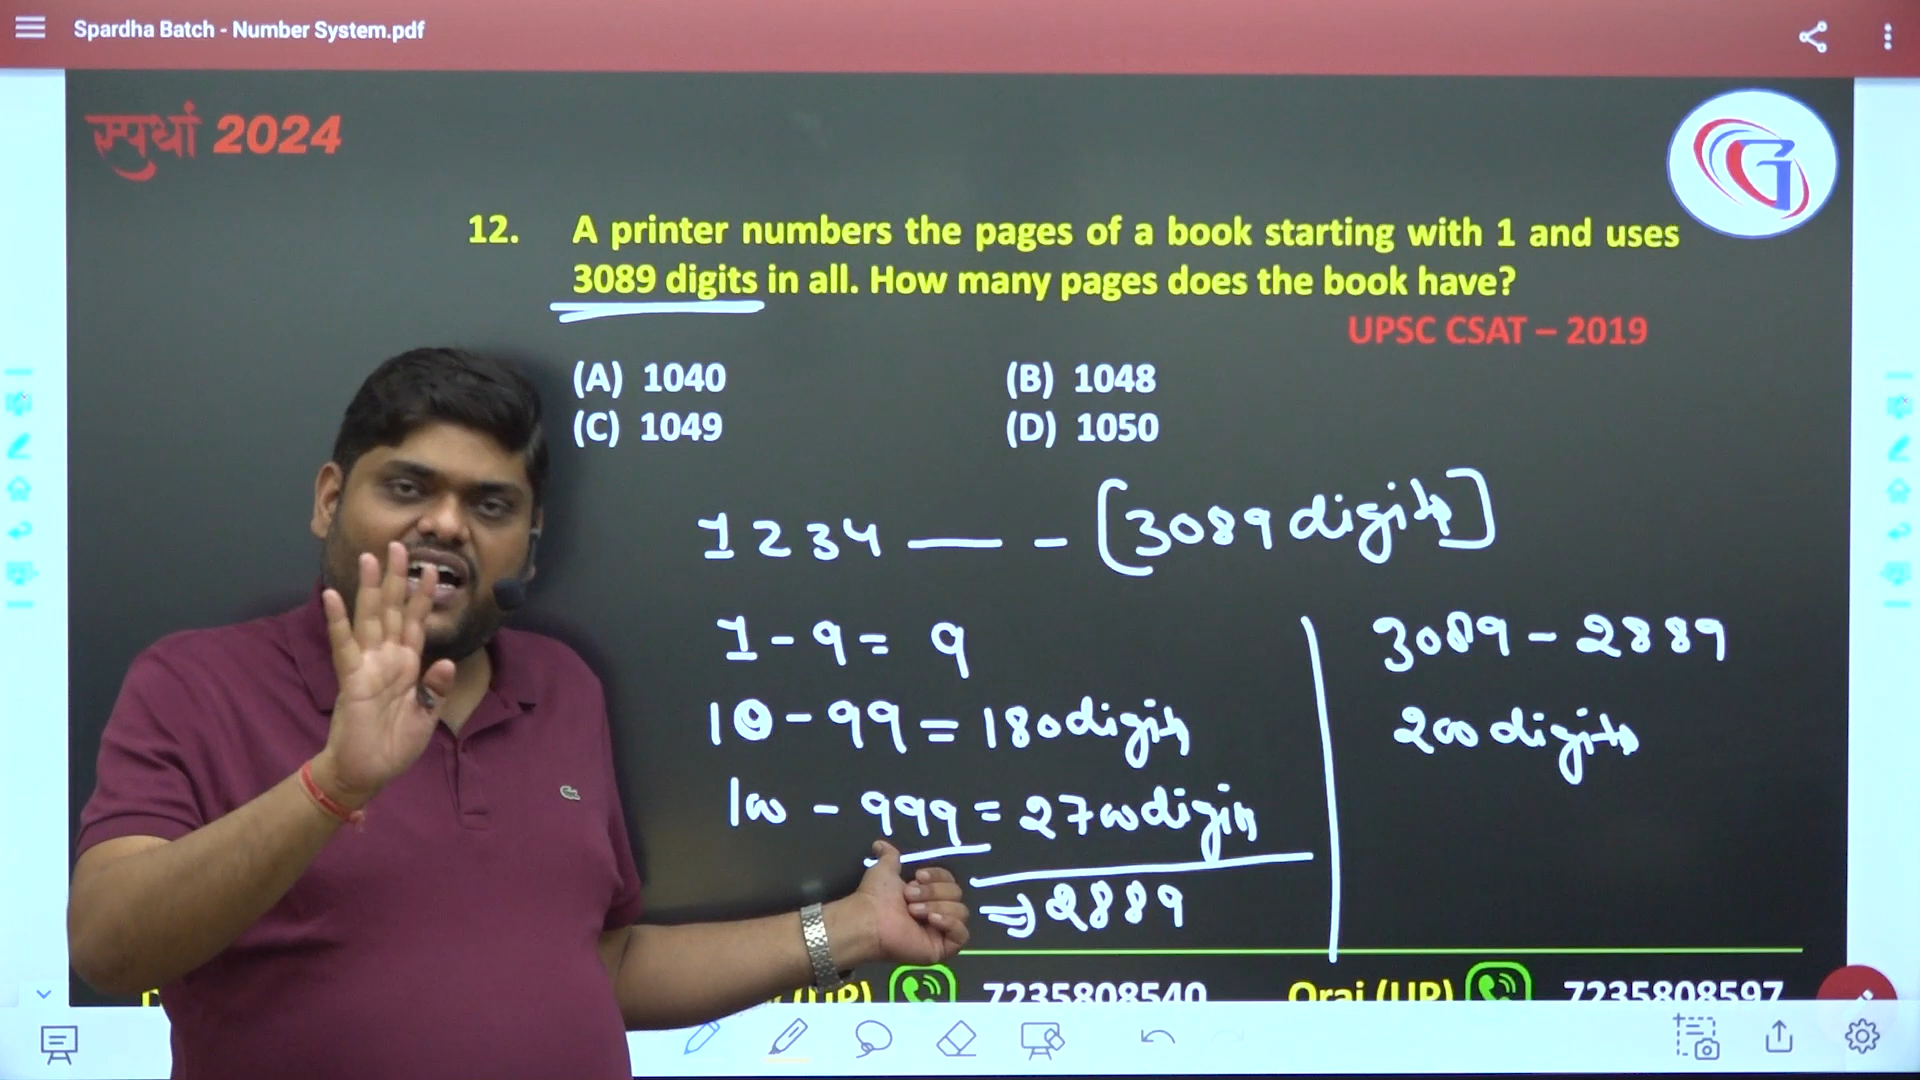 Spardha Batch - Number System.pdf
स्पर्धा 2024
G
12. A printer numbers the pages of a book starting with 1 and uses
3089 digits in all. How many pages does the book have?
UPSC CSAT – 2019
(A) 1040 (B) 1048
(C) 1049 (D) 1050
1 2 3 4 — - [3089 digits]
1 - 9 = 9
10 - 99 = 180 digits
100 - 999 = 2700 digits
⇒ 2889
3089 - 2889
200 digits
(UP) 7235808540 Orai (UP) 7235808597